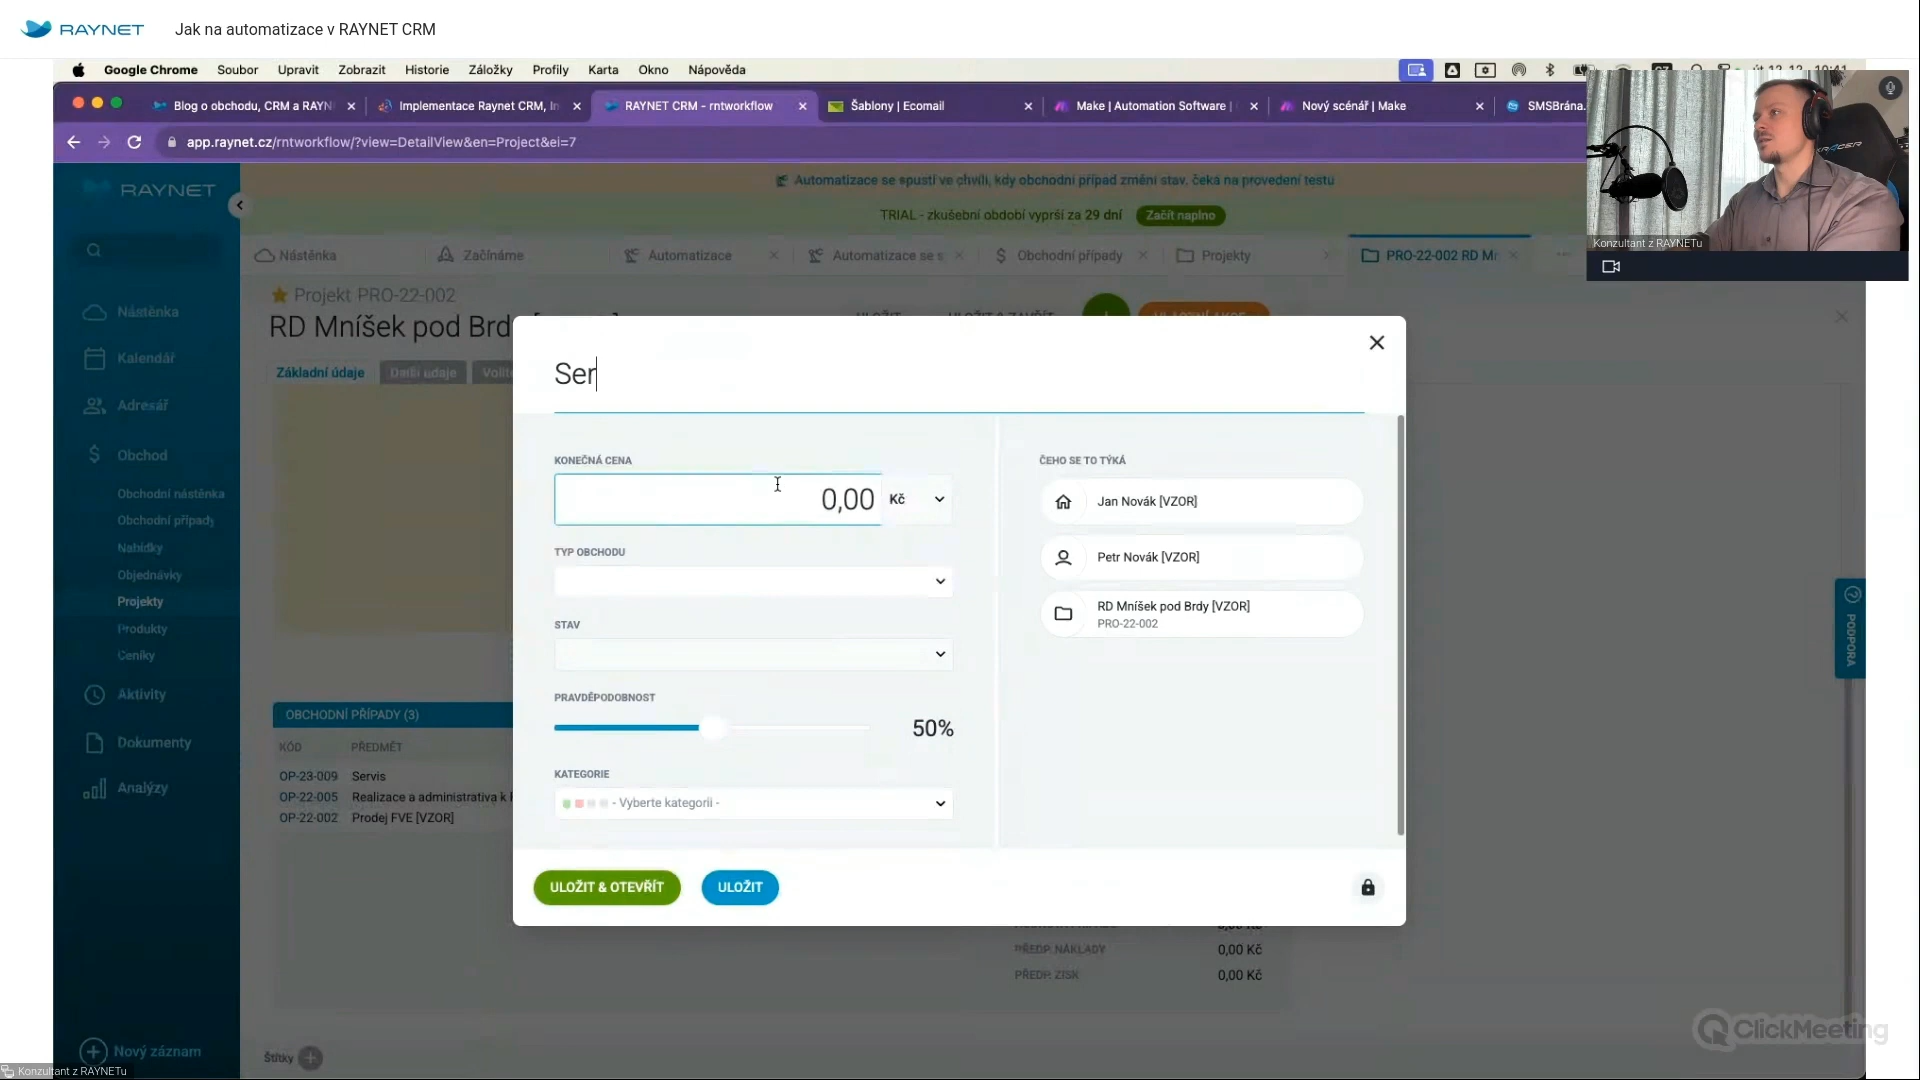 RAYNET
Jak na automatizace v RAYNET CRM
Google Chrome Soubor Upravit Zobrazit Historie Záložky Profily Karta Okno Nápověda
Blog o obchodu, CRM a RAYN
Implementace Raynet CRM, In
RAYNET CRM - rntworkflow
Šablony | Ecomail
Make | Automation Software |
Nový scénář | Make
SMSBrána.
app.raynet.cz/rntworkflow/?view=DetailView&en=Project&ei=7
Konzultant z RAYNETu
RAYNET
Automatizace se spustí ve chvíli, kdy obchodní případ změní stav, čeká na provedení testu
TRIAL - zkušební období vyprší za 29 dní Začít naplno
Nástěnka
Začínáme
Automatizace
Automatizace se s
Obchodní případy
Projekty
PRO-22-002 RD Mn
Projekt PRO-22-002
RD Mníšek pod Brd
Základní údaje
Další údaje
Volite
Nástěnka
Kalendář
Adresář
Obchod
Obchodní nástěnka
Obchodní případy
Nabídky
Objednávky
Projekty
Produkty
Ceníky
Aktivity
Dokumenty
Analýzy
Nový záznam
OBCHODNÍ PŘÍPADY (3)
KÓD PŘEDMĚT
OP-23-009 Servis
OP-22-005 Realizace a administrativa k
OP-22-002 Prodej FVE [VZOR]
Ser
KONEČNÁ CENA
0,00 Kč
TYP OBCHODU
STAV
PRAVDĚPODOBNOST
50%
KATEGORIE
- Vyberte kategorii -
ČEHO SE TO TÝKÁ
Jan Novák [VZOR]
Petr Novák [VZOR]
RD Mníšek pod Brdy [VZOR]
PRO-22-002
ULOŽIT & OTEVŘÍT
ULOŽIT
PŘEDP. NÁKLADY 0,00 Kč
PŘEDP. ZISK 0,00 Kč
PODPORA
Štítky
ClickMeeting
Konzultant z RAYNETu